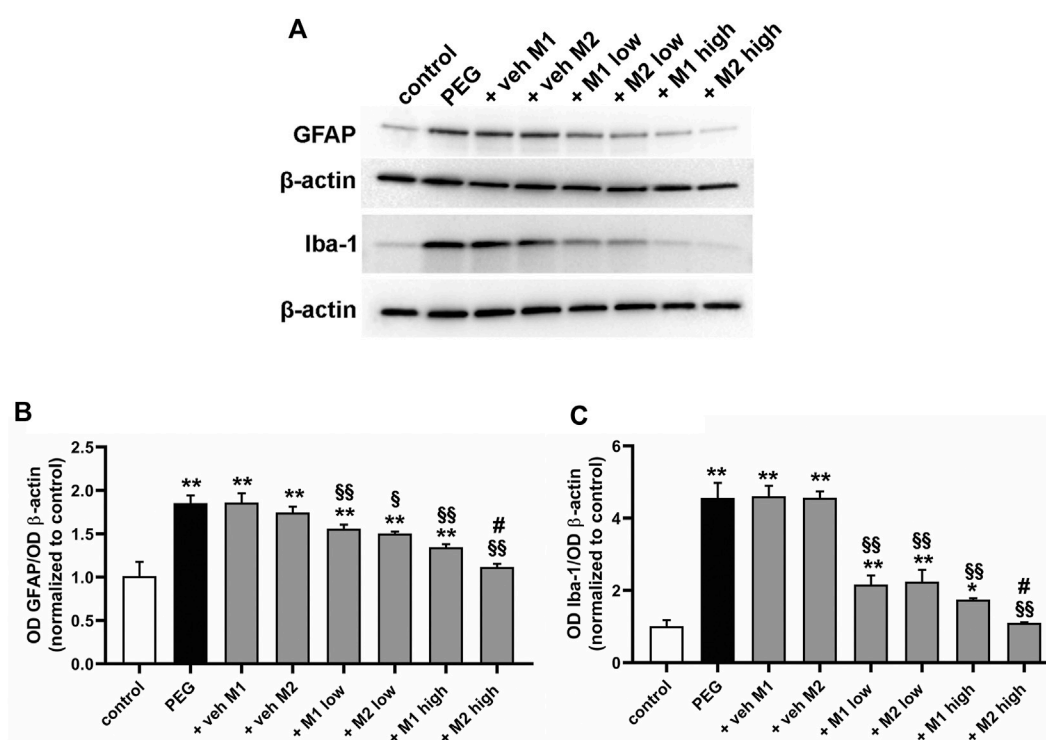 A
control
PEG
+ veh M1
+ veh M2
+ M1 low
+ M2 low
+ M1 high
+ M2 high
GFAP
β-actin
Iba-1
β-actin
B
OD GFAP/OD β-actin
(normalized to control)
2.5
2.0
1.5
1.0
0.5
0.0
**
**
**
§§
**
§
**
§§
**
#
§§
control
PEG
+ veh M1
+ veh M2
+ M1 low
+ M2 low
+ M1 high
+ M2 high
C
OD Iba-1/OD β-actin
(normalized to control)
6
4
2
0
**
**
**
§§
**
§§
**
§§
*
#
§§
control
PEG
+ veh M1
+ veh M2
+ M1 low
+ M2 low
+ M1 high
+ M2 high